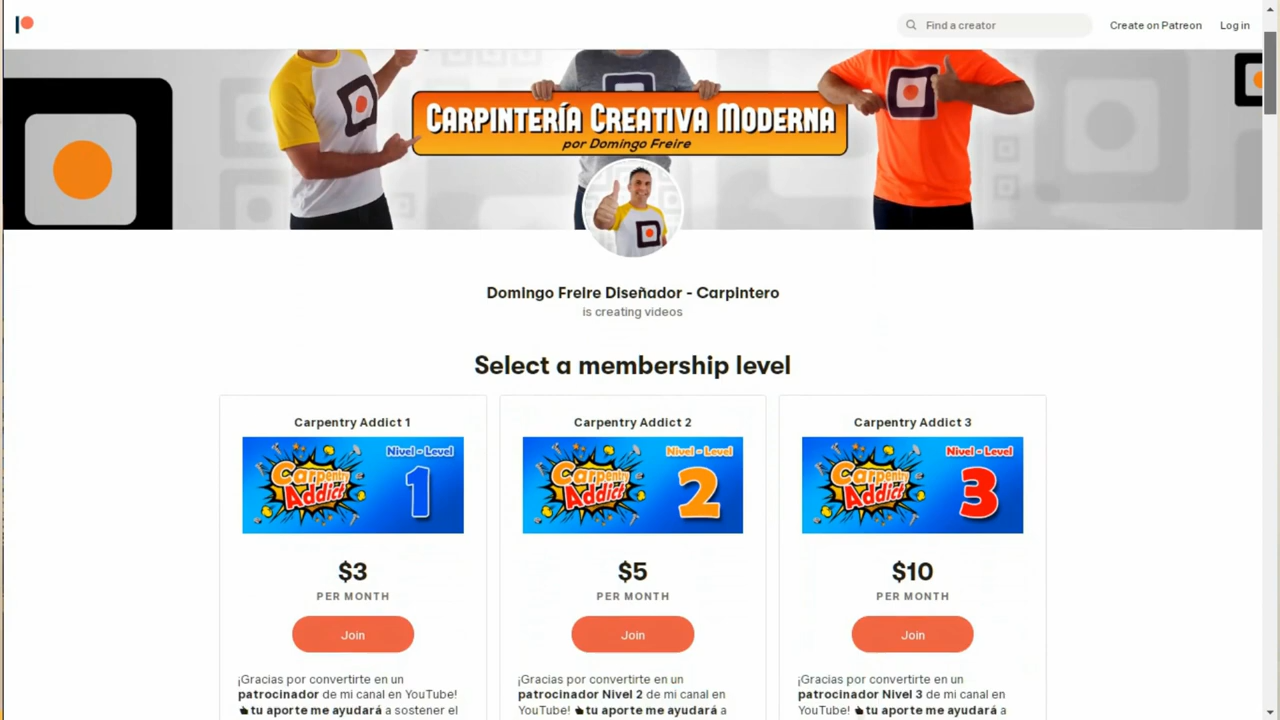 Find a creator
Create on Patreon
Log in
CARPINTERÍA CREATIVA MODERNA
por Domingo Freire
Domingo Freire Diseñador - Carpintero
is creating videos
Select a membership level
Carpentry Addict 1
Nivel - Level
Carpentry
Addict
1
$3
PER MONTH
Join
¡Gracias por convertirte en un
patrocinador de mi canal en YouTube!
tu aporte me ayudará a sostener el
Carpentry Addict 2
Nivel - Level
Carpentry
Addict
2
$5
PER MONTH
Join
¡Gracias por convertirte en un
patrocinador Nivel 2 de mi canal en
YouTube! tu aporte me ayudará a
Carpentry Addict 3
Nivel - Level
Carpentry
Addict
3
$10
PER MONTH
Join
¡Gracias por convertirte en un
patrocinador Nivel 3 de mi canal en
YouTube! tu aporte me ayudará a